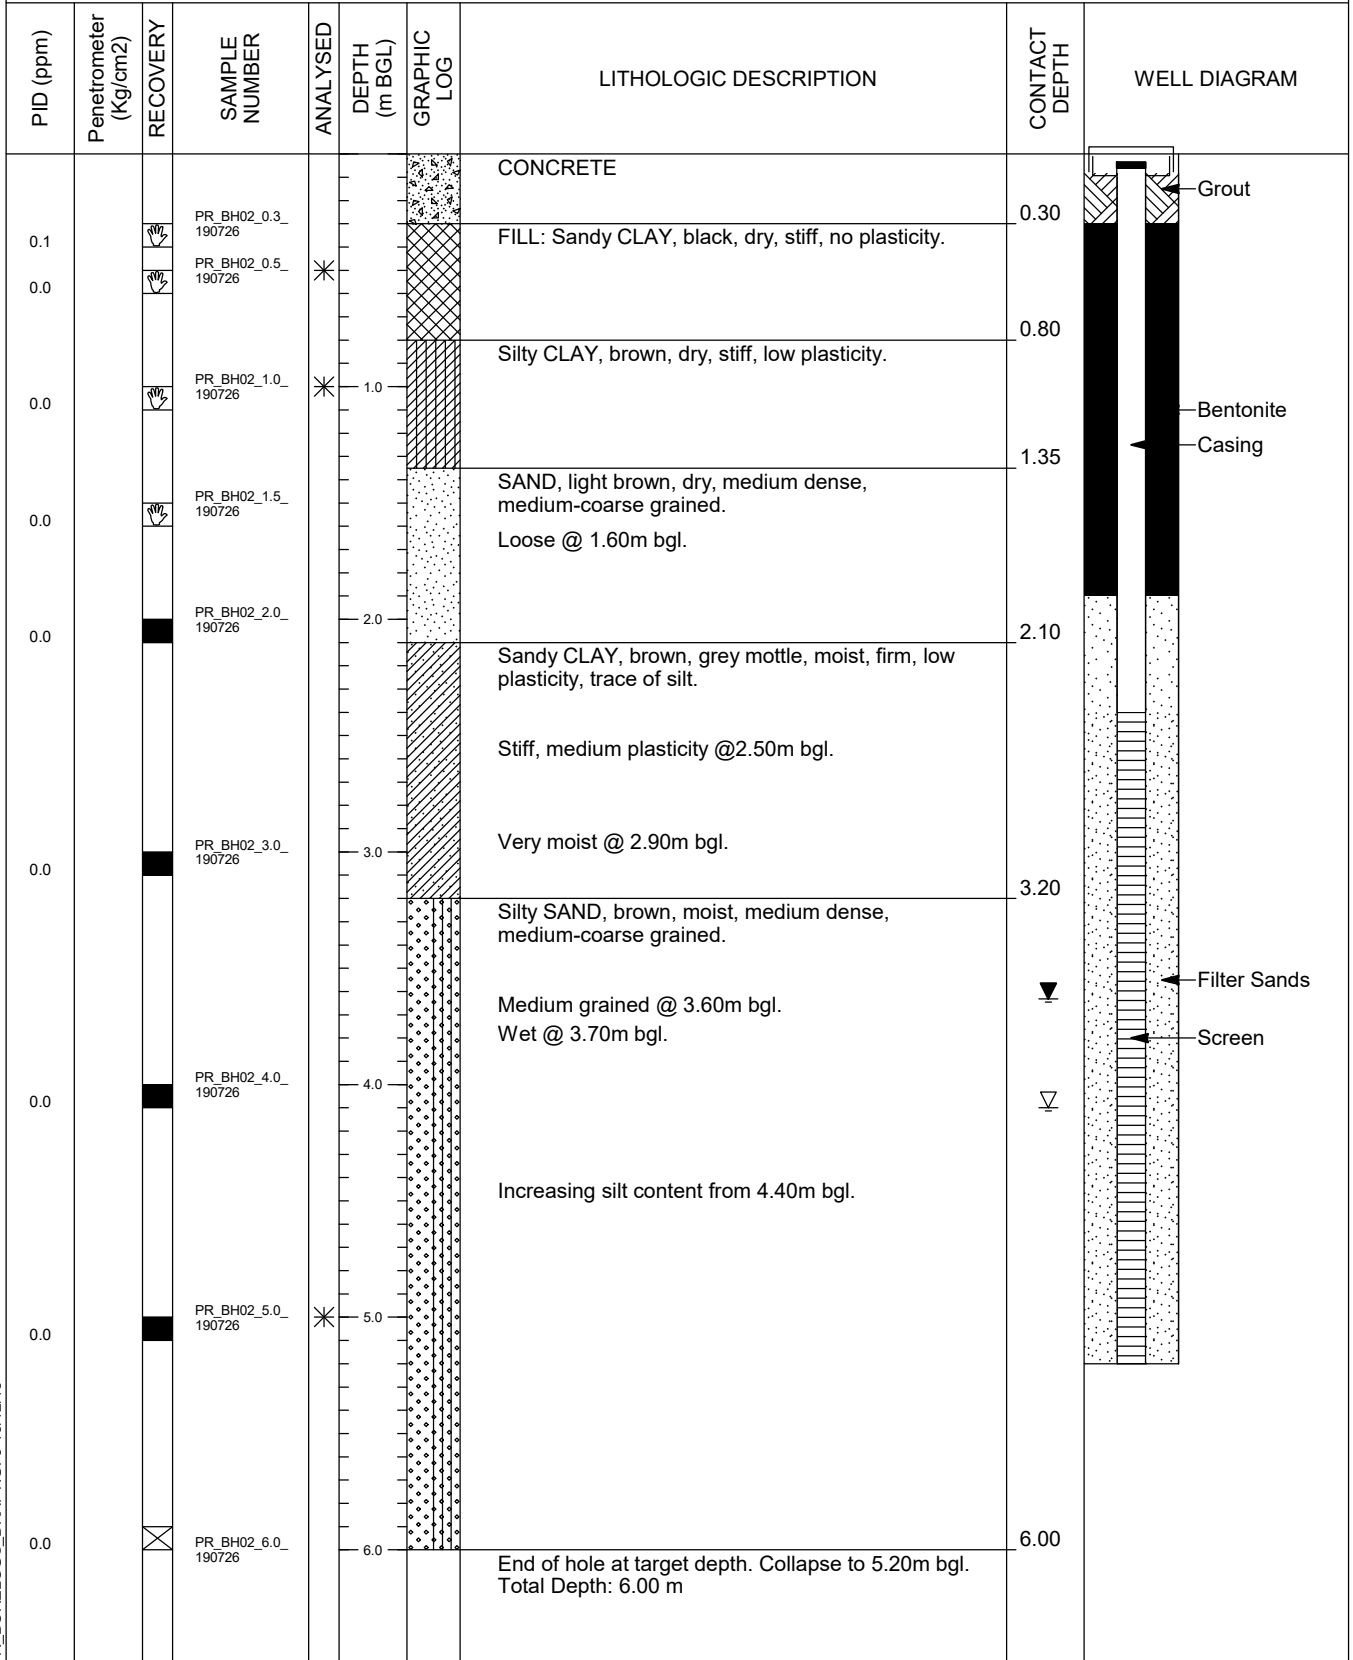 PID (ppm)
Penetrometer
(Kg/cm2)
RECOVERY
SAMPLE
NUMBER
ANALYSED
DEPTH
(m BGL)
GRAPHIC
LOG
LITHOLOGIC DESCRIPTION
CONTACT
DEPTH
WELL DIAGRAM
CONCRETE
Grout
PR_BH02_0.3_
190726
0.30
0.1
FILL: Sandy CLAY, black, dry, stiff, no plasticity.
PR_BH02_0.5_
190726
0.0
0.80
Silty CLAY, brown, dry, stiff, low plasticity.
PR_BH02_1.0_
190726
1.0
0.0
Bentonite
Casing
1.35
SAND, light brown, dry, medium dense,
medium-coarse grained.
PR_BH02_1.5_
190726
0.0
Loose @ 1.60m bgl.
PR_BH02_2.0_
190726
2.0
0.0
2.10
Sandy CLAY, brown, grey mottle, moist, firm, low
plasticity, trace of silt.
Stiff, medium plasticity @2.50m bgl.
Very moist @ 2.90m bgl.
PR_BH02_3.0_
190726
3.0
0.0
3.20
Silty SAND, brown, moist, medium dense,
medium-coarse grained.
Filter Sands
Medium grained @ 3.60m bgl.
Wet @ 3.70m bgl.
Screen
PR_BH02_4.0_
190726
4.0
0.0
Increasing silt content from 4.40m bgl.
PR_BH02_5.0_
190726
5.0
0.0
PR_BH02_6.0_
190726
6.0
0.0
6.00
End of hole at target depth. Collapse to 5.20m bgl.
Total Depth: 6.00 m